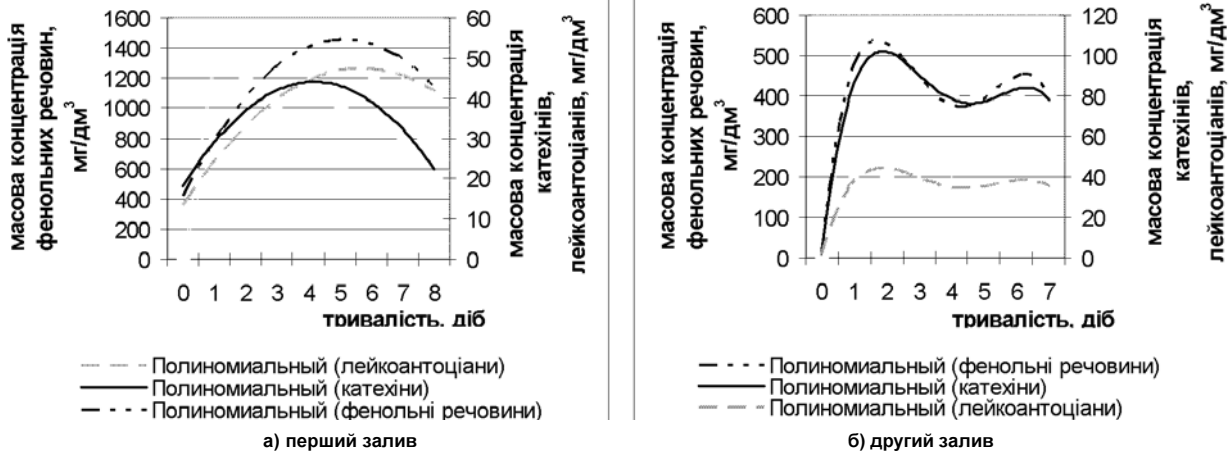 масова концентрація
фенольних речовин,
мг/дм³
1600
1400
1200
1000
800
600
400
200
0
60
50
40
30
20
10
0
масова концентрація
катехінів,
лейкоантоціанів, мг/дм³
0 1 2 3 4 5 6 7 8
тривалість, діб
Полиномиальный (лейкоантоціани)
Полиномиальный (катехіни)
Полиномиальный (фенольні речовини)
а) перший залив
масова концентрація
фенольних речовин,
мг/дм³
600
500
400
300
200
100
0
120
100
80
60
40
20
0
масова концентрація
катехінів,
лейкоантоціанів, мг/дм³
0 1 2 3 4 5 6 7
тривалість, діб
Полиномиальный (фенольні речовини)
Полиномиальный (катехіни)
Полиномиальный (лейкоантоціани)
б) другий залив